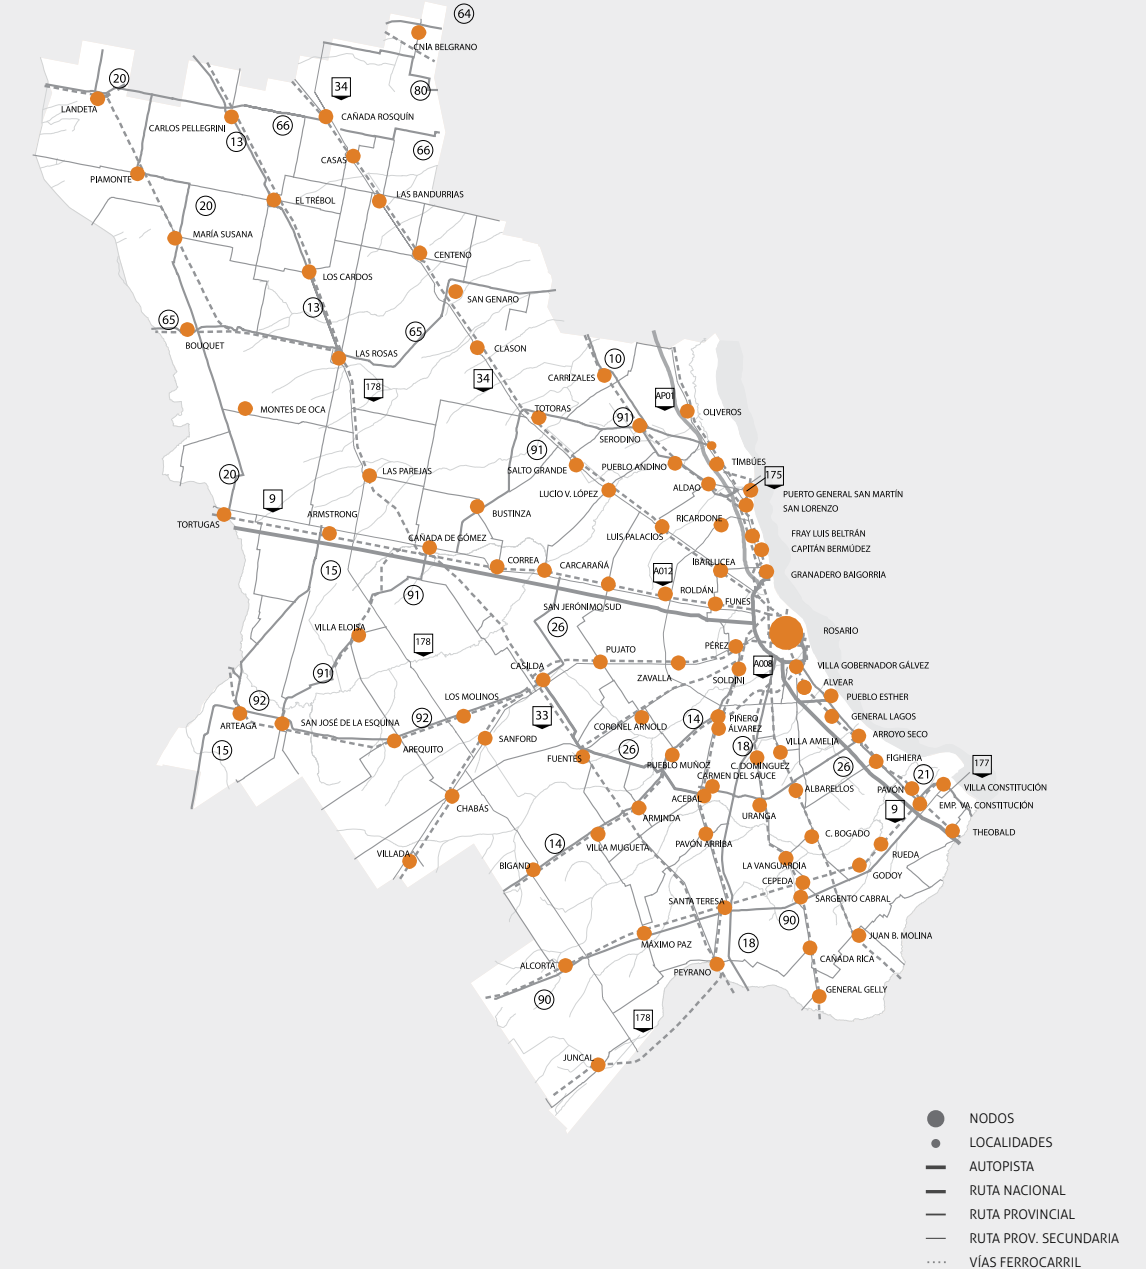 64
CNÍA BELGRANO
20
34
80
LANDETA
CARLOS PELLEGRINI
66
CAÑADA ROSQUÍN
13
66
CASAS
PIAMONTE
LAS BANDURRIAS
20
EL TRÉBOL
MARÍA SUSANA
CENTENO
LOS CARDOS
SAN GENARO
13
65
65
BOUQUET
LAS ROSAS
CLASON
10
34
CARRIZALES
178
AP01
MONTES DE OCA
TOTORAS
91
OLIVEROS
SERODINO
91
TIMBÚES
SALTO GRANDE
PUEBLO ANDINO
20
LAS PAREJAS
175
ALDAO
LUCIO V. LÓPEZ
PUERTO GENERAL SAN MARTÍN
9
SAN LORENZO
ARMSTRONG
BUSTINZA
RICARDONE
TORTUGAS
FRAY LUIS BELTRÁN
CAÑADA DE GÓMEZ
LUIS PALACIOS
CAPITÁN BERMÚDEZ
CORREA
CARCARAÑÁ
IBARLUCEA
15
A012
GRANADERO BAIGORRIA
91
ROLDÁN
SAN JERÓNIMO SUD
FUNES
VILLA ELOISA
26
ROSARIO
178
PUJATO
PÉREZ
CASILDA
A008
VILLA GOBERNADOR GÁLVEZ
91
ZAVALLA
SOLDINI
ALVEAR
92
LOS MOLINOS
PUEBLO ESTHER
92
33
14
PIÑERO
GENERAL LAGOS
ARTEAGA
SAN JOSÉ DE LA ESQUINA
CORONEL ARNOLD
ÁLVAREZ
ARROYO SECO
15
AREQUITO
SANFORD
26
18
VILLA AMELIA
FUENTES
PUEBLO MUÑOZ
C. DOMÍNGUEZ
26
FIGHIERA
177
CARMEN DEL SAUCE
21
ALBARELLOS
PAVÓN
VILLA CONSTITUCIÓN
ACEBAL
CHABÁS
9
EMP. VA. CONSTITUCIÓN
ARMINDA
URANGA
C. BOGADO
THEOBALD
14
VILLA MUGUETA
PAVÓN ARRIBA
VILLADA
RUEDA
BIGAND
LA VANGUARDIA
GODOY
CEPEDA
SANTA TERESA
SARGENTO CABRAL
90
JUAN B. MOLINA
MÁXIMO PAZ
18
CAÑADA RICA
ALCORTA
PEYRANO
90
GENERAL GELLY
178
JUNCAL
NODOS
LOCALIDADES
AUTOPISTA
RUTA NACIONAL
RUTA PROVINCIAL
RUTA PROV. SECUNDARIA
VÍAS FERROCARRIL